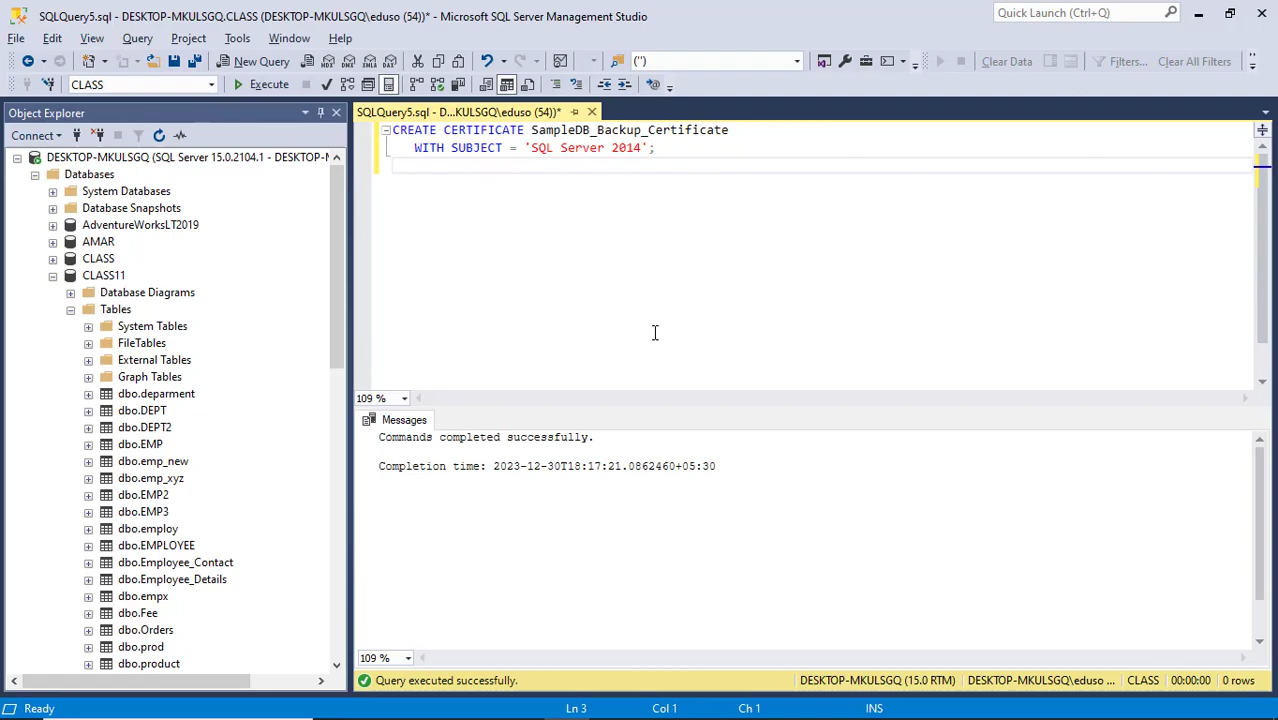 SQLQuery5.sql - DESKTOP-MKULSGQ.CLASS (DESKTOP-MKULSGQ\eduso (54))* - Microsoft SQL Server Management Studio
Quick Launch (Ctrl+Q)
File Edit View Query Project Tools Window Help
New Query
MDX DMX XMLA DAX
('')
Clear Data
Filters...
Clear All Filters
CLASS
Execute
Object Explorer
SQLQuery5.sql - D...KULSGQ\eduso (54))*
Connect
DESKTOP-MKULSGQ (SQL Server 15.0.2104.1 - DESKTOP-M
Databases
System Databases
Database Snapshots
AdventureWorksLT2019
AMAR
CLASS
CLASS11
Database Diagrams
Tables
System Tables
FileTables
External Tables
Graph Tables
dbo.deparment
dbo.DEPT
dbo.DEPT2
dbo.EMP
dbo.emp_new
dbo.emp_xyz
dbo.EMP2
dbo.EMP3
dbo.employ
dbo.EMPLOYEE
dbo.Employee_Contact
dbo.Employee_Details
dbo.empx
dbo.Fee
dbo.Orders
dbo.prod
dbo.product
CREATE CERTIFICATE SampleDB_Backup_Certificate
WITH SUBJECT = 'SQL Server 2014';
109 %
Messages
Commands completed successfully.
Completion time: 2023-12-30T18:17:21.0862460+05:30
109 %
Query executed successfully.
DESKTOP-MKULSGQ (15.0 RTM)
DESKTOP-MKULSGQ\eduso ...
CLASS
00:00:00
0 rows
Ready
Ln 3
Col 1
Ch 1
INS